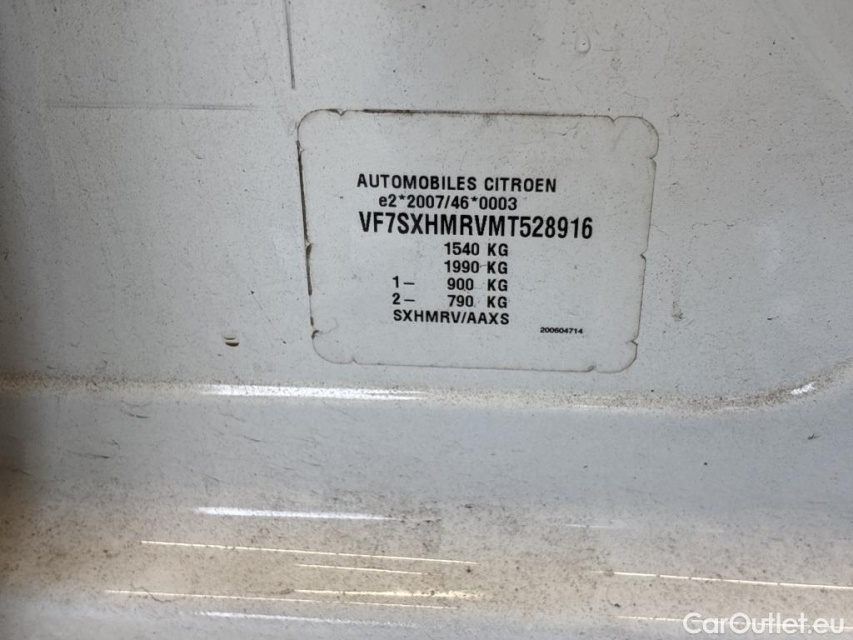 AUTOMOBILES CITROEN
e2*2007/46*0003
VF7SXHMRVMT528916
1540 KG
1990 KG
1- 900 KG
2- 790 KG
SXHMRV/AAXS
200604714
CarOutlet.eu